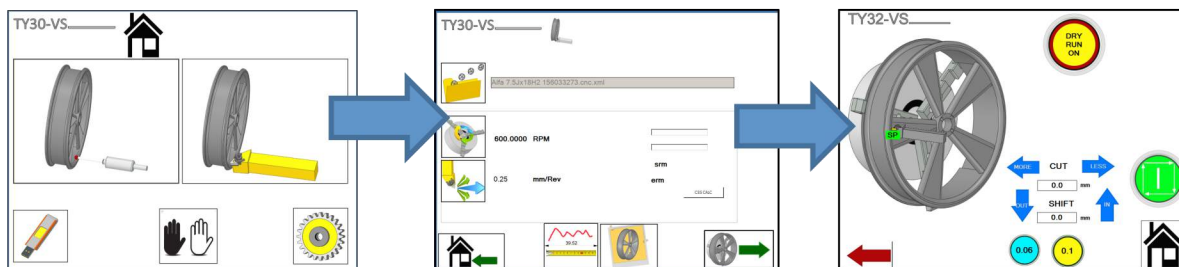 TY30-VS
TY30-VS
Alfa 7.5Jx16H2 156033273.cnc.xml
600.0000 RPM
0.25 mm/Rev
srm
erm
CSS CALC
39.52
TY32-VS
DRY
RUN
ON
SP
MORE CUT LESS
0.0 mm
SHIFT
OUT 0.0 mm IN
0.06 0.1